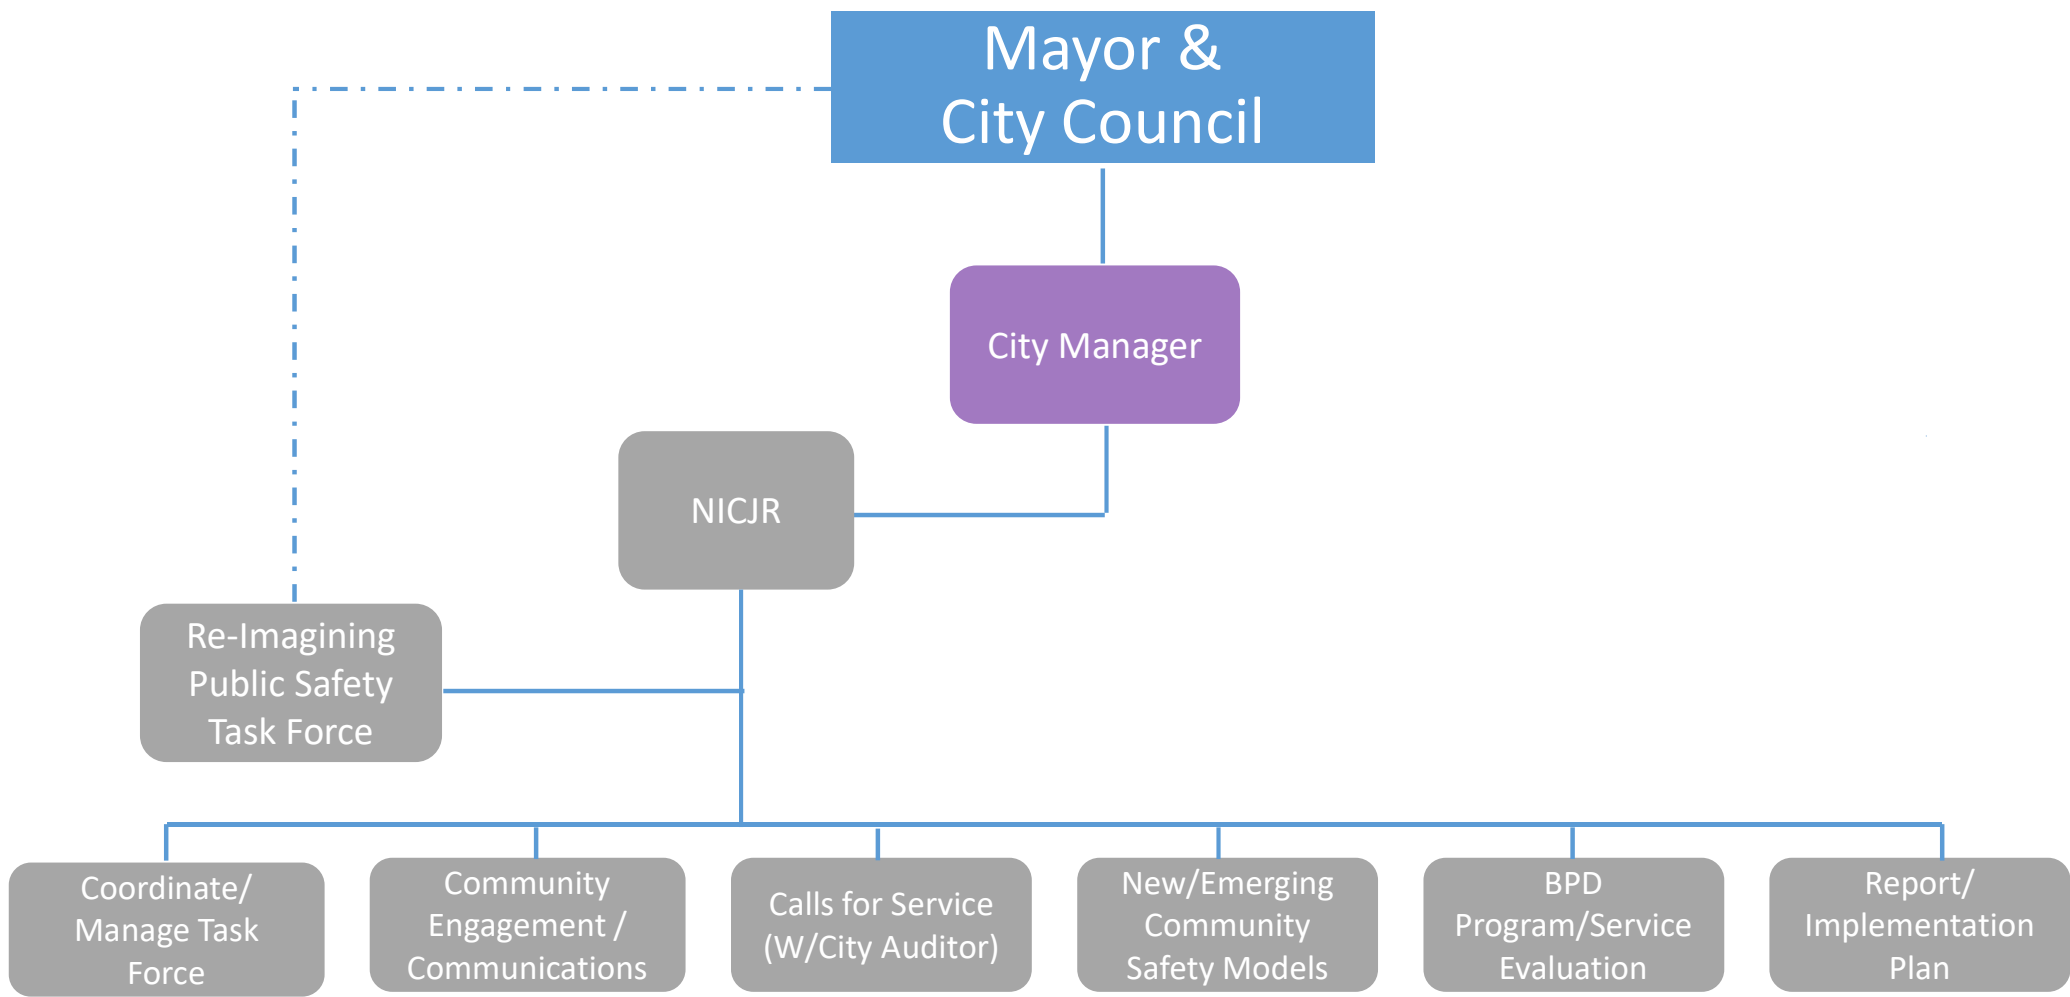 Mayor &
City Council
City Manager
NICJR
Re-Imagining
Public Safety
Task Force
Coordinate/
Manage Task
Force
Community
Engagement /
Communications
Calls for Service
(W/City Auditor)
New/Emerging
Community
Safety Models
BPD
Program/Service
Evaluation
Report/
Implementation
Plan